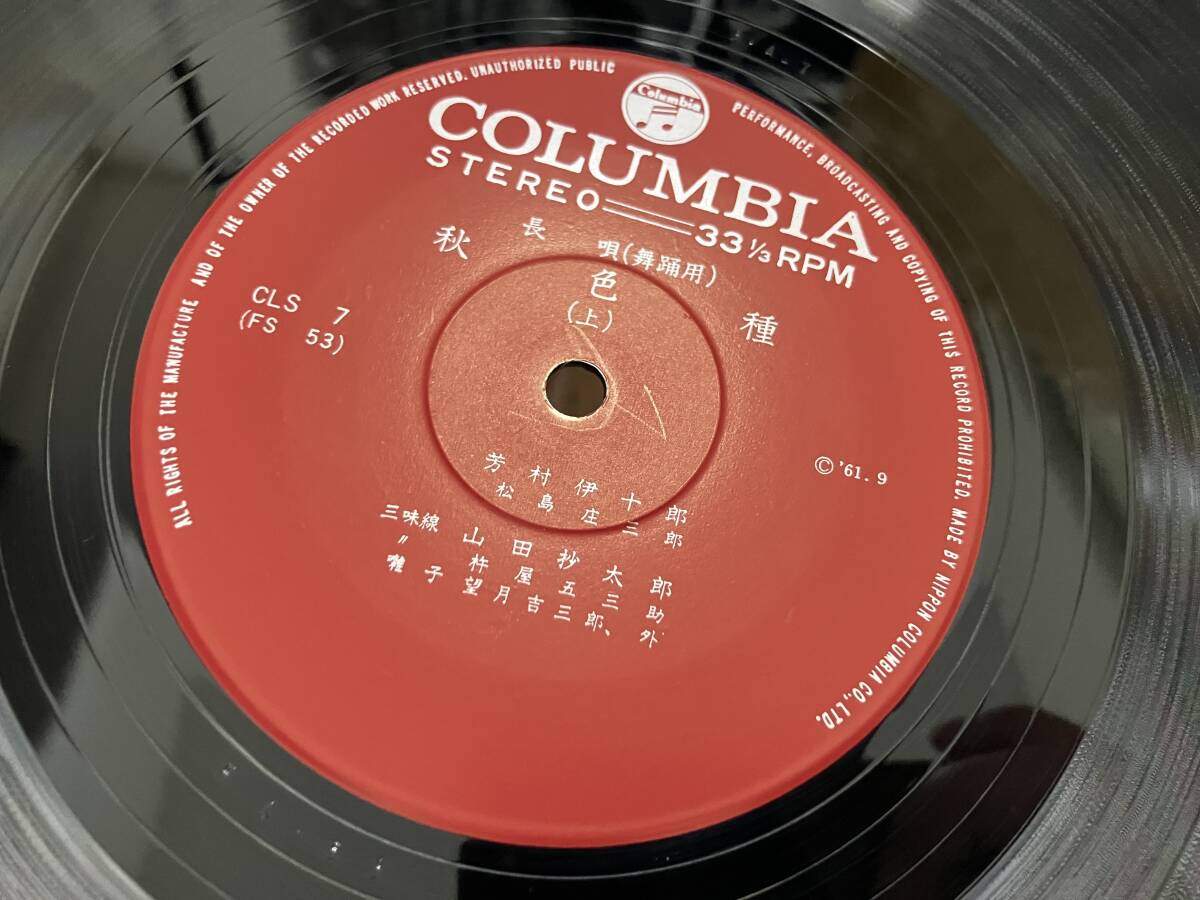 Columbia
COLUMBIA
STEREO 33 1/3 RPM
長唄(舞踊用)
秋色種
(上)
CLS 7
(FS 53)
Ⓒ'61.9
芳村伊十郎
松島庄三郎
三味線 山田抄太郎
〃 杵屋五三助
囃子 望月吉三郎、外
ALL RIGHTS OF THE MANUFACTURE AND OF THE OWNER OF THE RECORDED WORK RESERVED. UNAUTHORIZED PUBLIC PERFORMANCE, BROADCASTING AND COPYING OF THIS RECORD PROHIBITED. MADE BY NIPPON COLUMBIA CO., LTD.